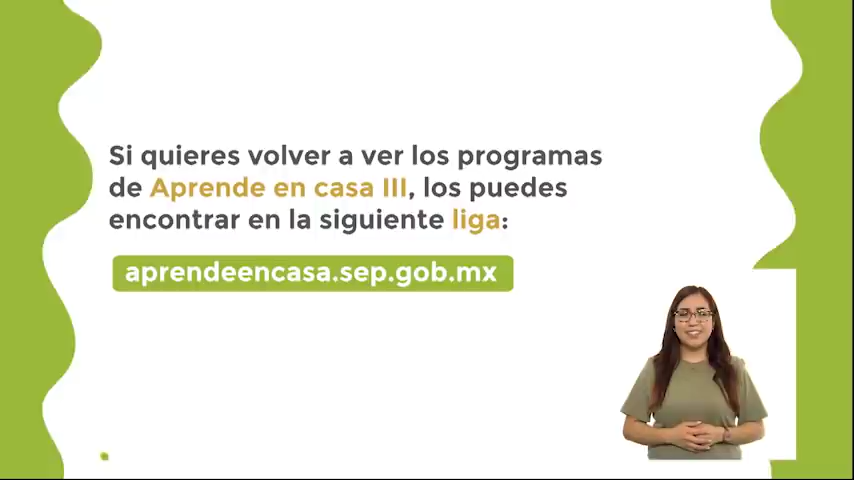 Si quieres volver a ver los programas
de Aprende en casa III, los puedes
encontrar en la siguiente liga:
aprendeencasa.sep.gob.mx